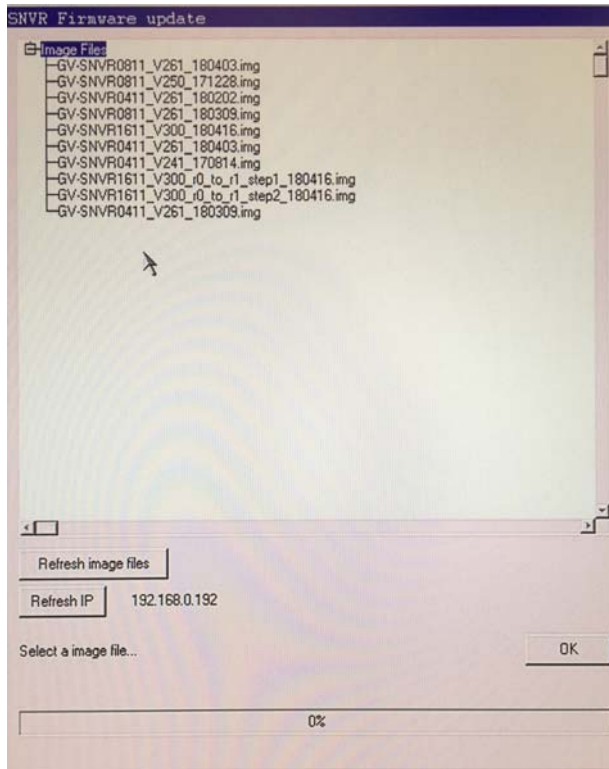 SNVR Firmware update
Image Files
GV-SNVR0811_V261_180403.img
GV-SNVR0811_V250_171228.img
GV-SNVR0411_V261_180202.img
GV-SNVR0811_V261_180309.img
GV-SNVR1611_V300_180416.img
GV-SNVR0411_V261_180403.img
GV-SNVR0411_V241_170814.img
GV-SNVR1611_V300_r0_to_r1_step1_180416.img
GV-SNVR1611_V300_r0_to_r1_step2_180416.img
GV-SNVR0411_V261_180309.img
Refresh image files
Refresh IP 192.168.0.192
Select a image file... OK
0%